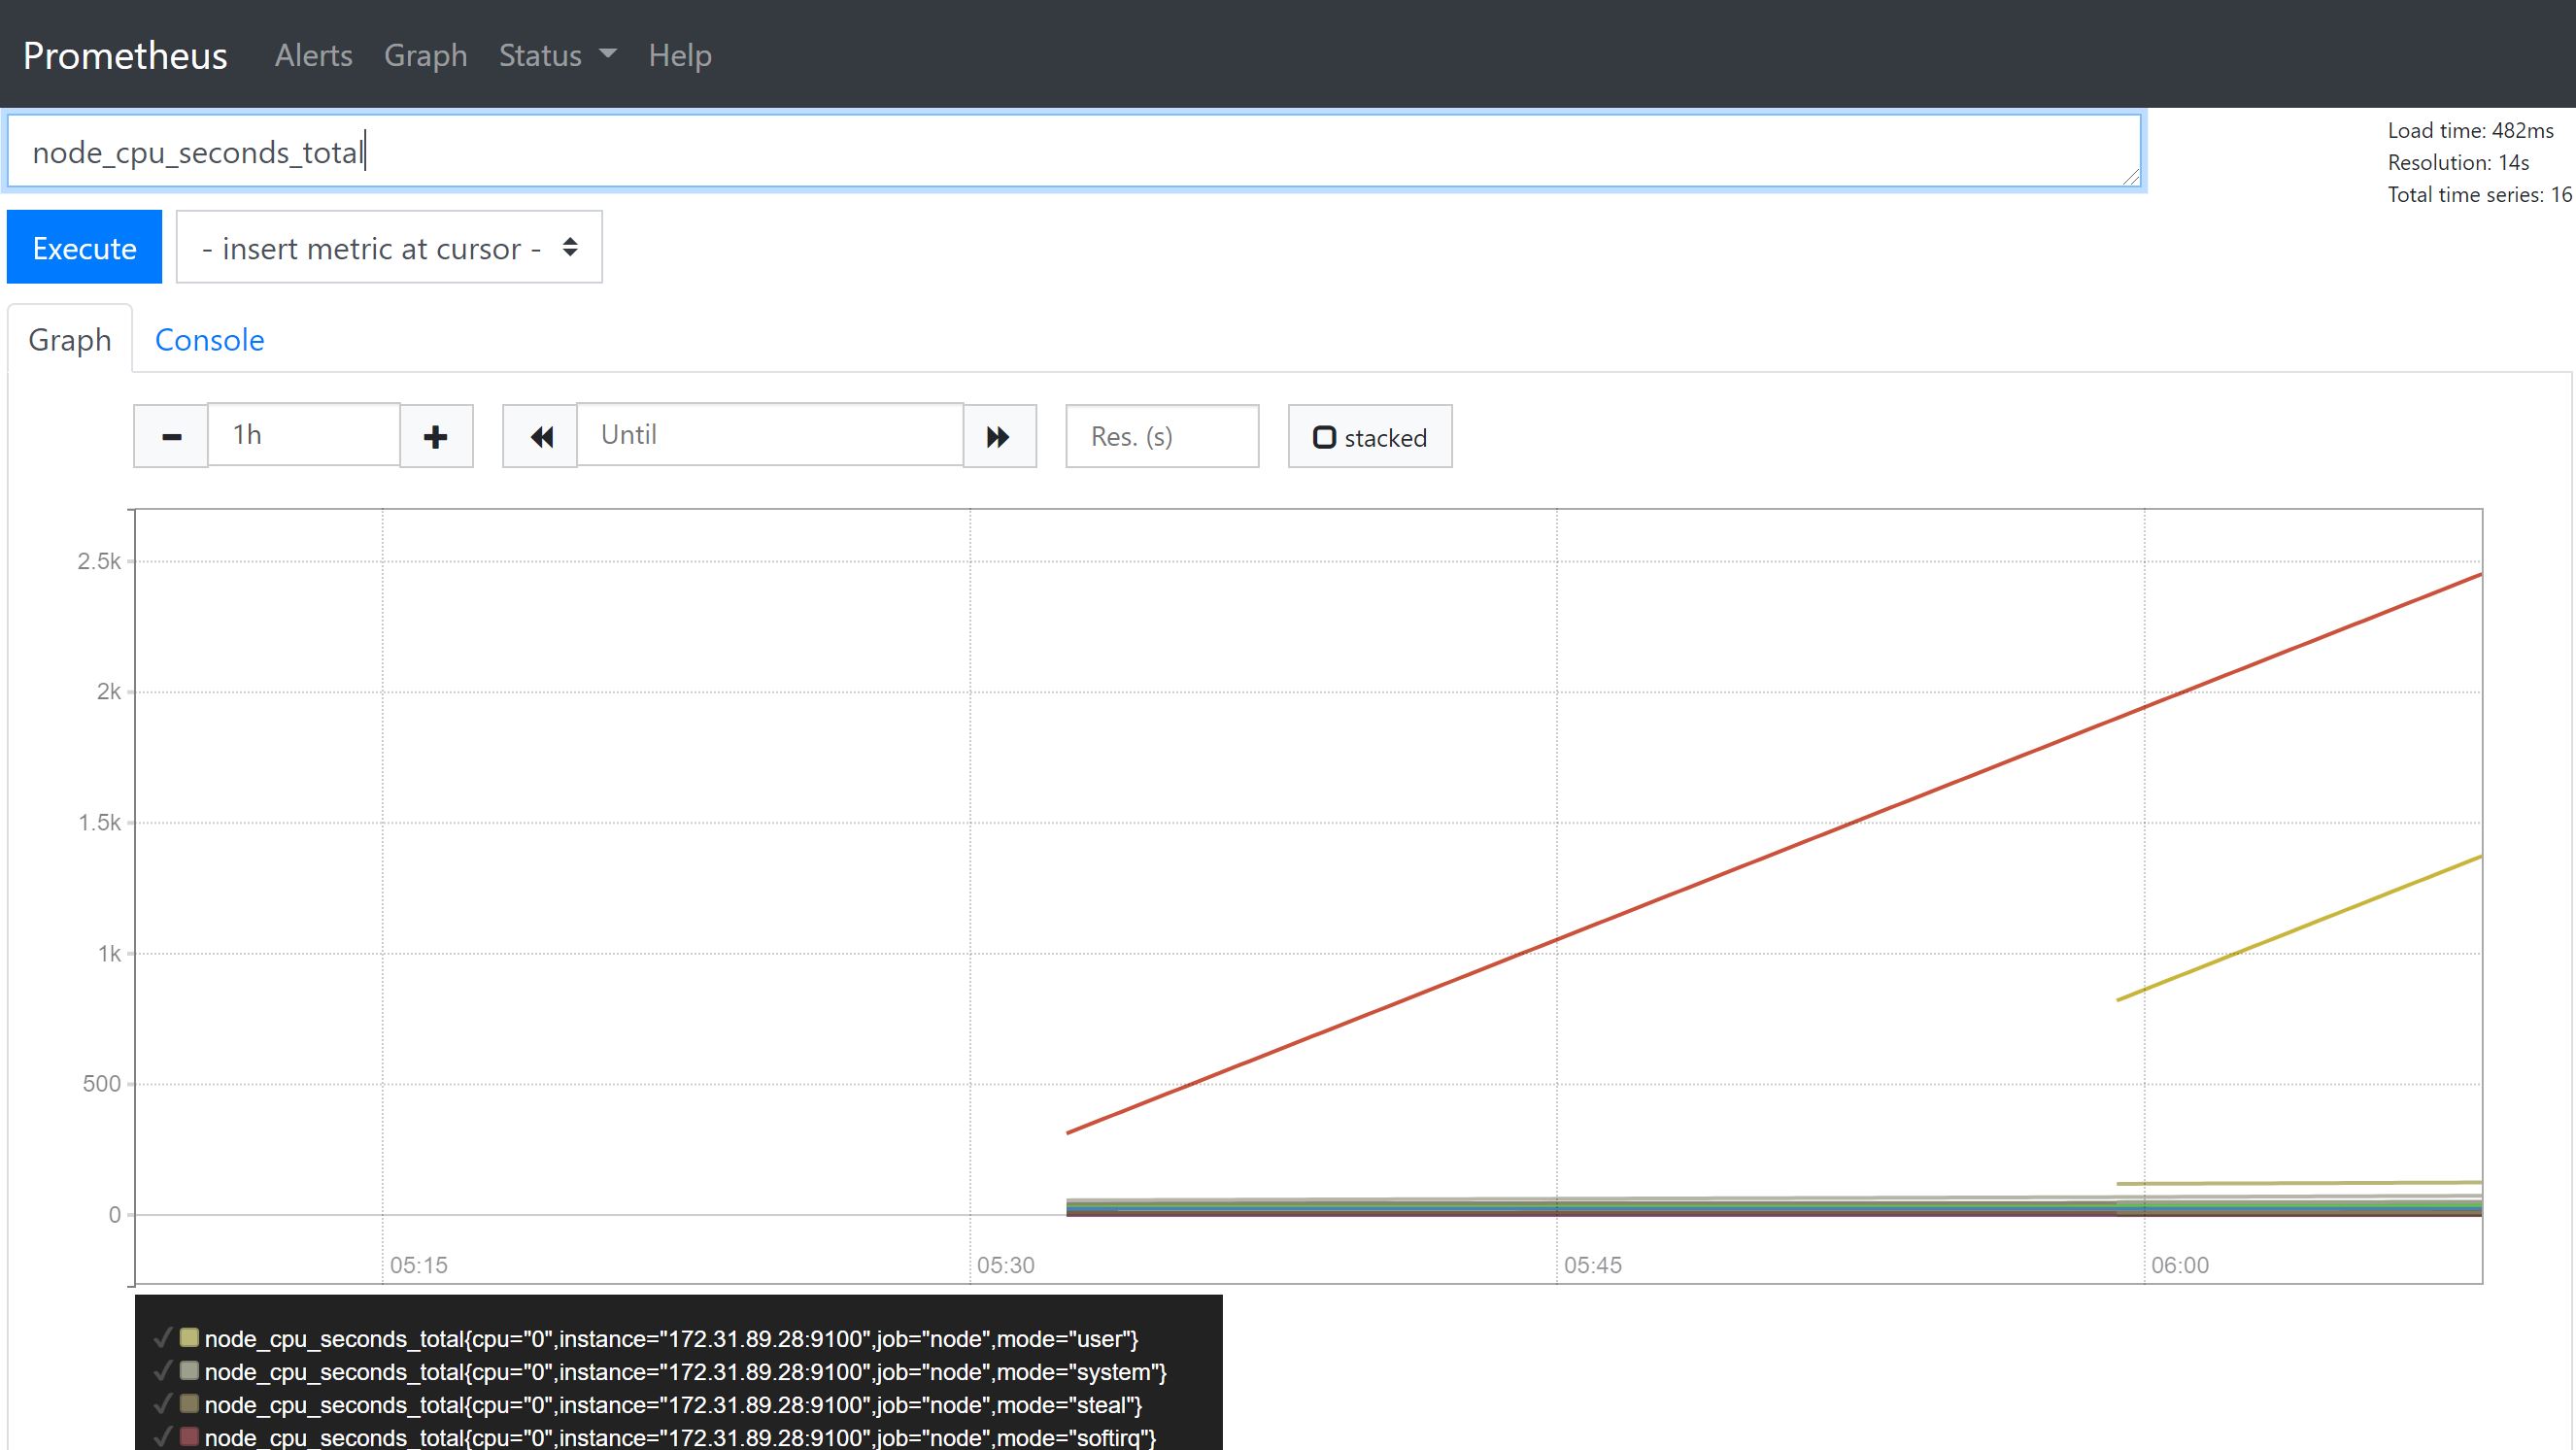 Prometheus Alerts Graph Status Help
node_cpu_seconds_total
Load time: 482ms
Resolution: 14s
Total time series: 16
Execute
- insert metric at cursor -
Graph Console
1h
Until
Res. (s)
stacked
2.5k
2k
1.5k
1k
500
0
05:15 05:30 05:45 06:00
node_cpu_seconds_total{cpu="0",instance="172.31.89.28:9100",job="node",mode="user"}
node_cpu_seconds_total{cpu="0",instance="172.31.89.28:9100",job="node",mode="system"}
node_cpu_seconds_total{cpu="0",instance="172.31.89.28:9100",job="node",mode="steal"}
node_cpu_seconds_total{cpu="0",instance="172.31.89.28:9100",job="node",mode="softirq"}